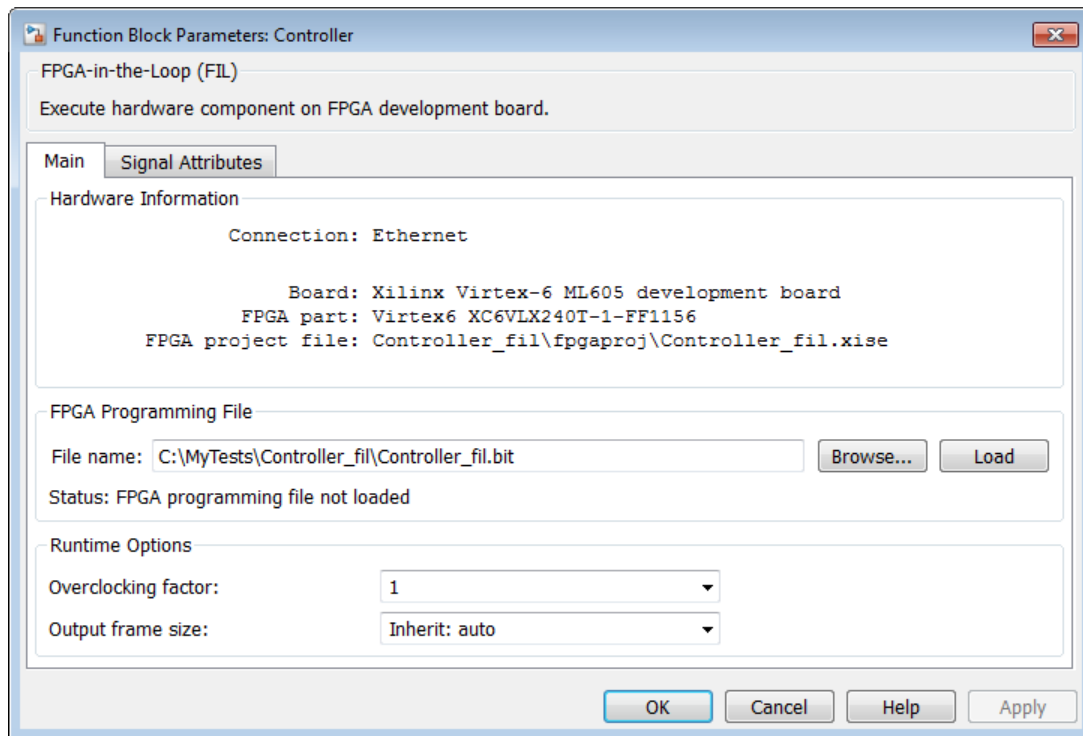 Function Block Parameters: Controller
FPGA-in-the-Loop (FIL)
Execute hardware component on FPGA development board.
Main Signal Attributes
Hardware Information
Connection: Ethernet
Board: Xilinx Virtex-6 ML605 development board
FPGA part: Virtex6 XC6VLX240T-1-FF1156
FPGA project file: Controller_fil\fpgaproj\Controller_fil.xise
FPGA Programming File
File name: C:\MyTests\Controller_fil\Controller_fil.bit Browse... Load
Status: FPGA programming file not loaded
Runtime Options
Overclocking factor: 1
Output frame size: Inherit: auto
OK Cancel Help Apply